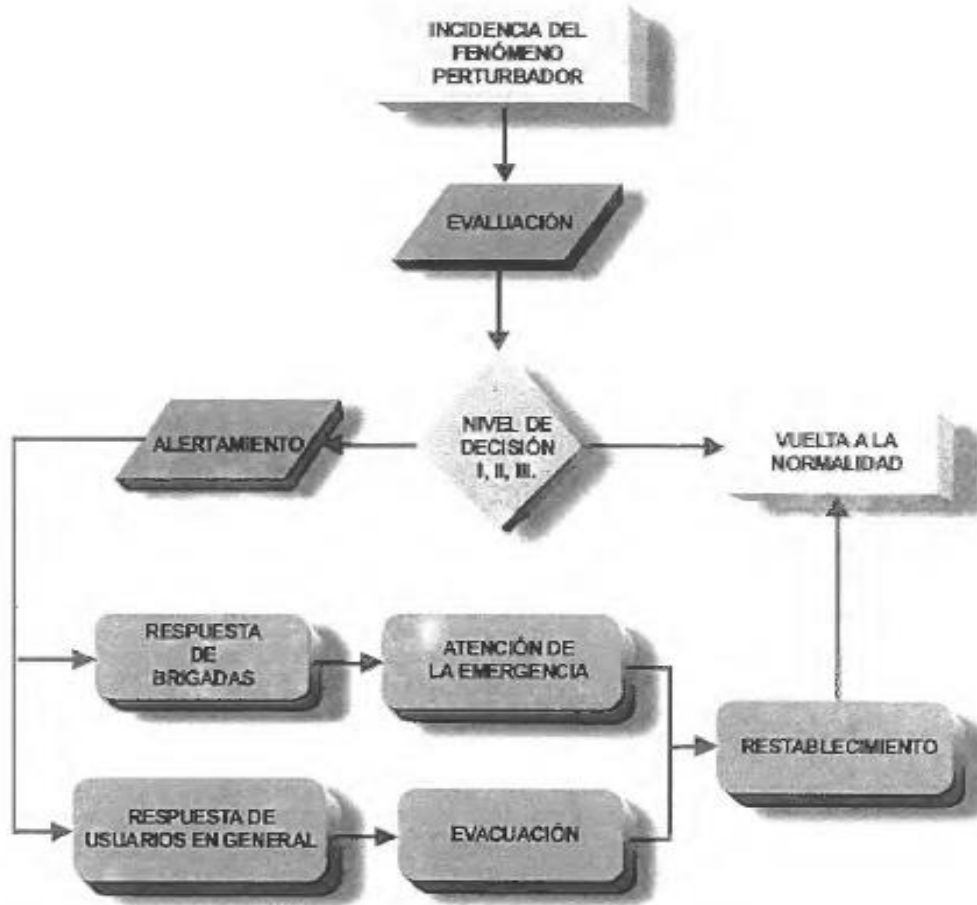 INCIDENCIA DEL
FENÓMENO
PERTURBADOR
EVALUACIÓN
NIVEL DE
DECISIÓN
I, II, III.
ALERTAMIENTO
VUELTA A LA
NORMALIDAD
RESPUESTA
DE
BRIGADAS
ATENCIÓN DE
LA EMERGENCIA
RESTABLECIMIENTO
RESPUESTA DE
USUARIOS EN GENERAL
EVACUACIÓN